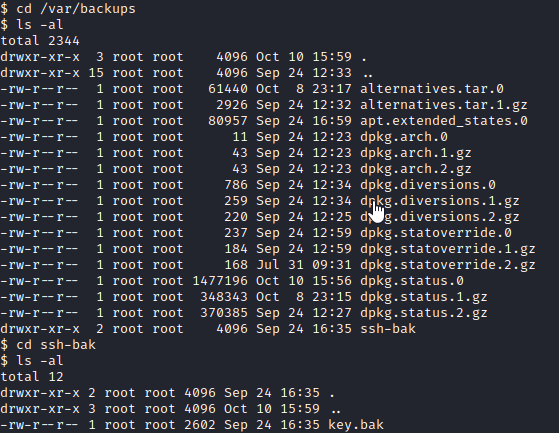 $ cd /var/backups
$ ls -al
total 2344
drwxr-xr-x  3 root root    4096 Oct 10 15:59 .
drwxr-xr-x 15 root root    4096 Sep 24 12:33 ..
-rw-r--r--  1 root root   61440 Oct  8 23:17 alternatives.tar.0
-rw-r--r--  1 root root    2926 Sep 24 12:32 alternatives.tar.1.gz
-rw-r--r--  1 root root   80957 Sep 24 16:59 apt.extended_states.0
-rw-r--r--  1 root root      11 Sep 24 12:23 dpkg.arch.0
-rw-r--r--  1 root root      43 Sep 24 12:23 dpkg.arch.1.gz
-rw-r--r--  1 root root      43 Sep 24 12:23 dpkg.arch.2.gz
-rw-r--r--  1 root root     786 Sep 24 12:34 dpkg.diversions.0
-rw-r--r--  1 root root     259 Sep 24 12:34 dpkg.diversions.1.gz
-rw-r--r--  1 root root     220 Sep 24 12:25 dpkg.diversions.2.gz
-rw-r--r--  1 root root     237 Sep 24 12:59 dpkg.statoverride.0
-rw-r--r--  1 root root     184 Sep 24 12:59 dpkg.statoverride.1.gz
-rw-r--r--  1 root root     168 Jul 31 09:31 dpkg.statoverride.2.gz
-rw-r--r--  1 root root 1477196 Oct 10 15:56 dpkg.status.0
-rw-r--r--  1 root root  348343 Oct  8 23:15 dpkg.status.1.gz
-rw-r--r--  1 root root  370385 Sep 24 12:27 dpkg.status.2.gz
drwxr-xr-x  2 root root    4096 Sep 24 16:35 ssh-bak
$ cd ssh-bak
$ ls -al
total 12
drwxr-xr-x 2 root root 4096 Sep 24 16:35 .
drwxr-xr-x 3 root root 4096 Oct 10 15:59 ..
-rw-r--r-- 1 root root 2602 Sep 24 16:35 key.bak